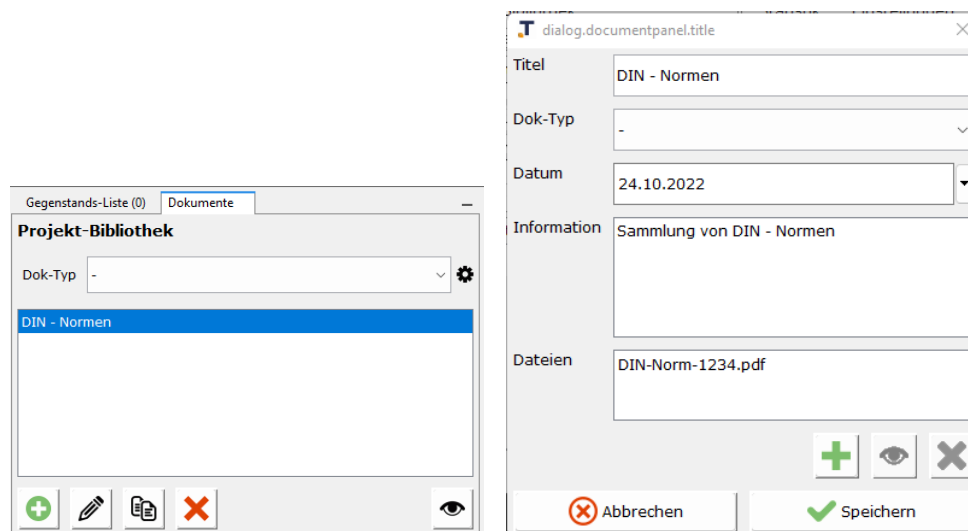 Gegenstands-Liste (0) Dokumente
Projekt-Bibliothek
Dok-Typ -
DIN - Normen
dialog.documentpanel.title
Titel DIN - Normen
Dok-Typ -
Datum 24.10.2022
Information Sammlung von DIN - Normen
Dateien DIN-Norm-1234.pdf
Abbrechen Speichern